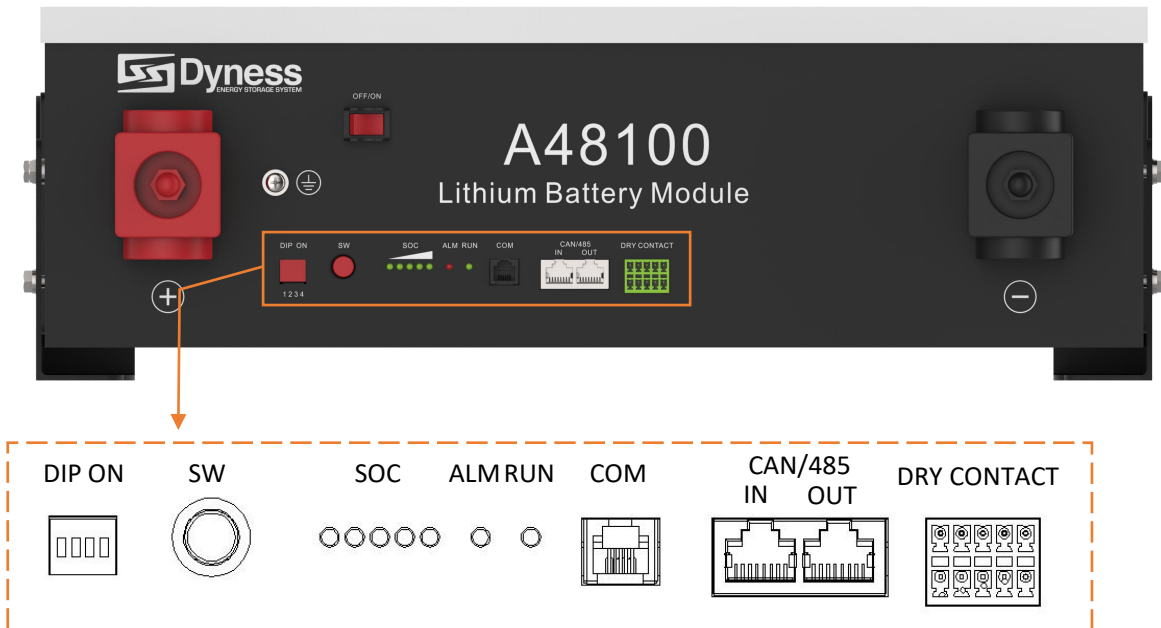 Dyness
ENERGY STORAGE SYSTEM
OFF/ON
A48100
Lithium Battery Module
DIP ON SW SOC ALM RUN COM CAN/485 DRY CONTACT
IN OUT
1 2 3 4
DIP ON SW SOC ALM RUN COM CAN/485 DRY CONTACT
IN OUT